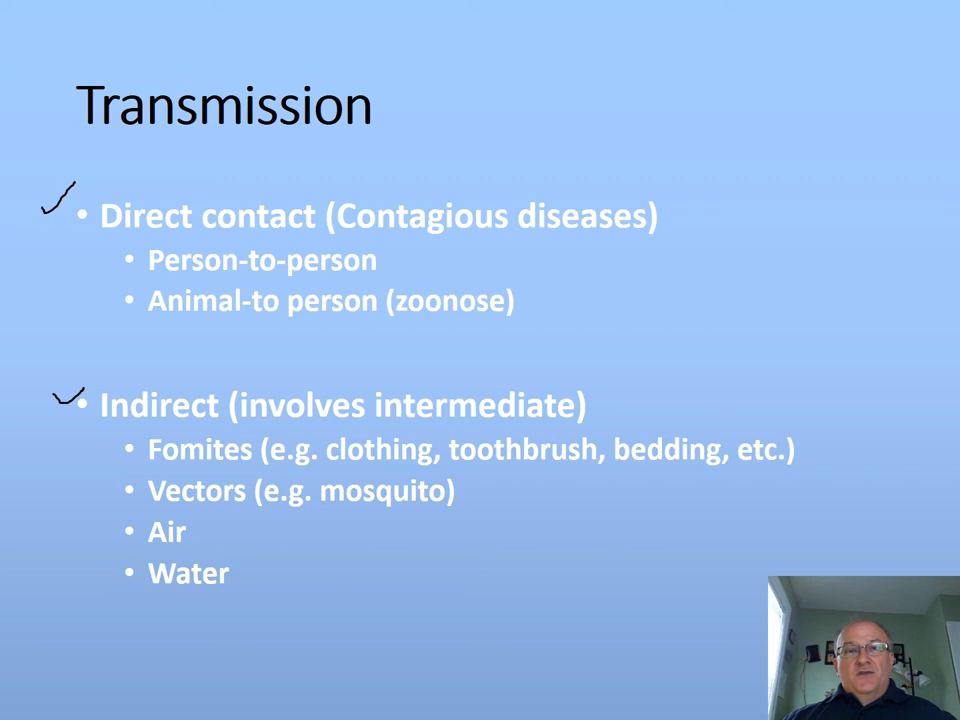 Transmission
• Direct contact (Contagious diseases)
• Person-to-person
• Animal-to person (zoonose)
• Indirect (involves intermediate)
• Fomites (e.g. clothing, toothbrush, bedding, etc.)
• Vectors (e.g. mosquito)
• Air
• Water